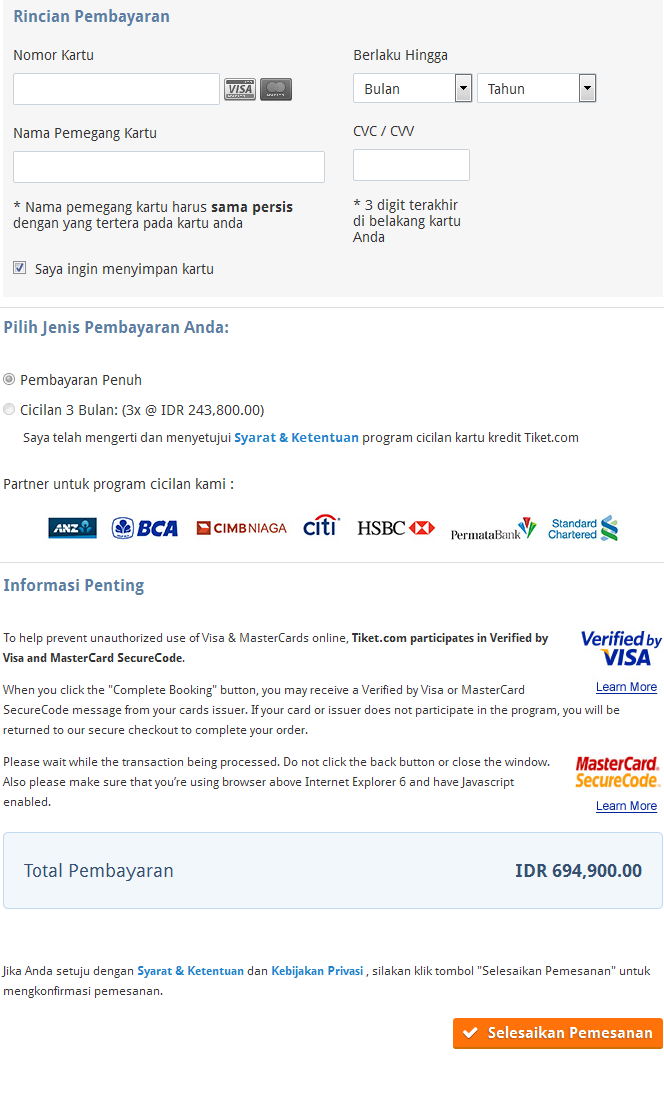 Rincian Pembayaran
Nomor Kartu
VISA
Berlaku Hingga
Bulan
Tahun
Nama Pemegang Kartu
* Nama pemegang kartu harus sama persis
dengan yang tertera pada kartu anda
CVC / CVV
* 3 digit terakhir
di belakang kartu
Anda
Saya ingin menyimpan kartu
Pilih Jenis Pembayaran Anda:
Pembayaran Penuh
Cicilan 3 Bulan: (3x @ IDR 243,800.00)
Saya telah mengerti dan menyetujui Syarat & Ketentuan program cicilan kartu kredit Tiket.com
Partner untuk program cicilan kami :
ANZ BCA CIMB NIAGA citi HSBC PermataBank Standard
Chartered
Informasi Penting
To help prevent unauthorized use of Visa & MasterCards online, Tiket.com participates in Verified by
Visa and MasterCard SecureCode.
Verified by
VISA
Learn More
When you click the "Complete Booking" button, you may receive a Verified by Visa or MasterCard
SecureCode message from your cards issuer. If your card or issuer does not participate in the program, you will be
returned to our secure checkout to complete your order.
Please wait while the transaction being processed. Do not click the back button or close the window.
Also please make sure that you're using browser above Internet Explorer 6 and have Javascript
enabled.
MasterCard.
SecureCode.
Learn More
Total Pembayaran IDR 694,900.00
Jika Anda setuju dengan Syarat & Ketentuan dan Kebijakan Privasi , silakan klik tombol "Selesaikan Pemesanan" untuk
mengkonfirmasi pemesanan.
Selesaikan Pemesanan